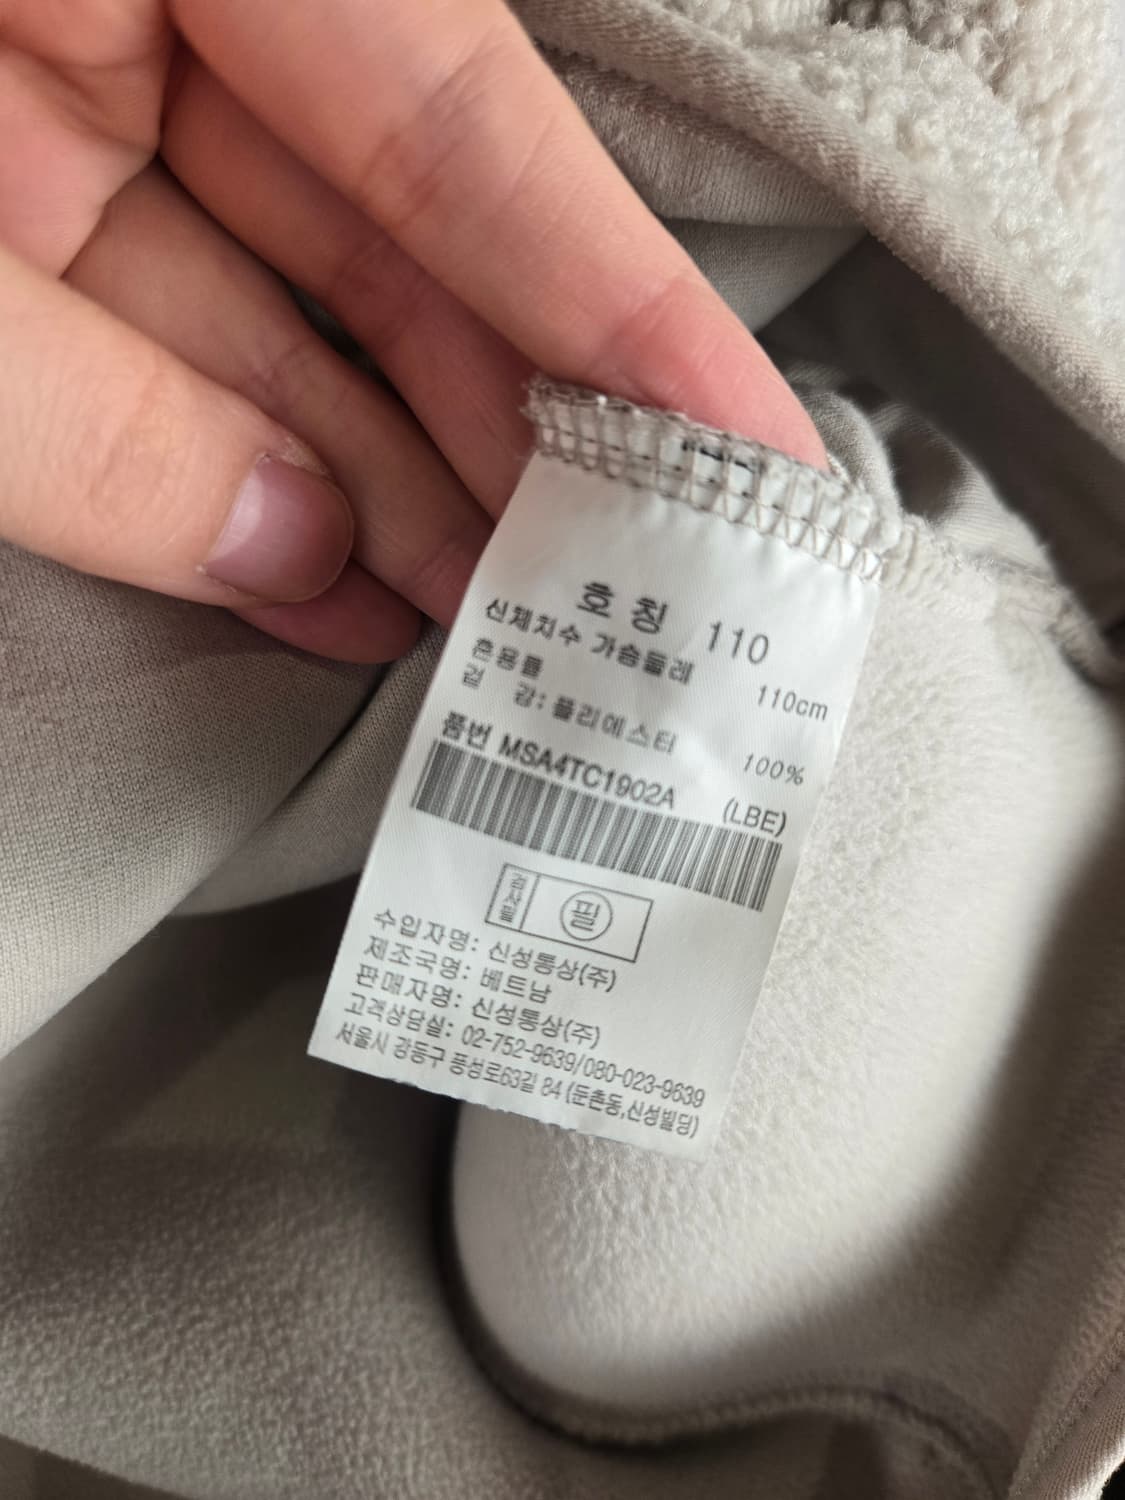 호 칭 110
신체치수 가슴둘레 110cm
혼용률
겉 감: 폴리에스터 100%
품번 MSA4TC1902A (LBE)
검사필 필
수입자명: 신성통상(주)
제조국명: 베트남
판매자명: 신성통상(주)
고객상담실: 02-752-9639/080-023-9639
서울시 강동구 풍성로63길 84 (둔촌동,신성빌딩)